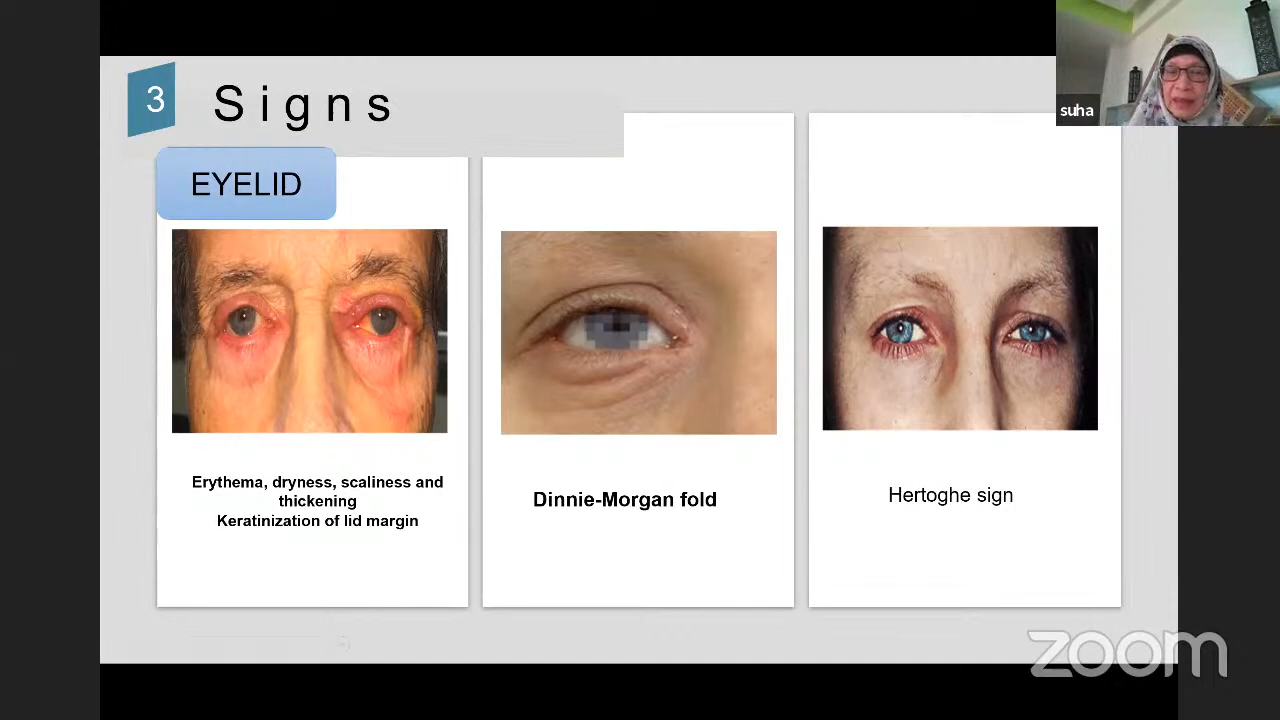 3
Signs
suha
EYELID
Erythema, dryness, scaliness and
thickening
Keratinization of lid margin
Dinnie-Morgan fold
Hertoghe sign
zoom